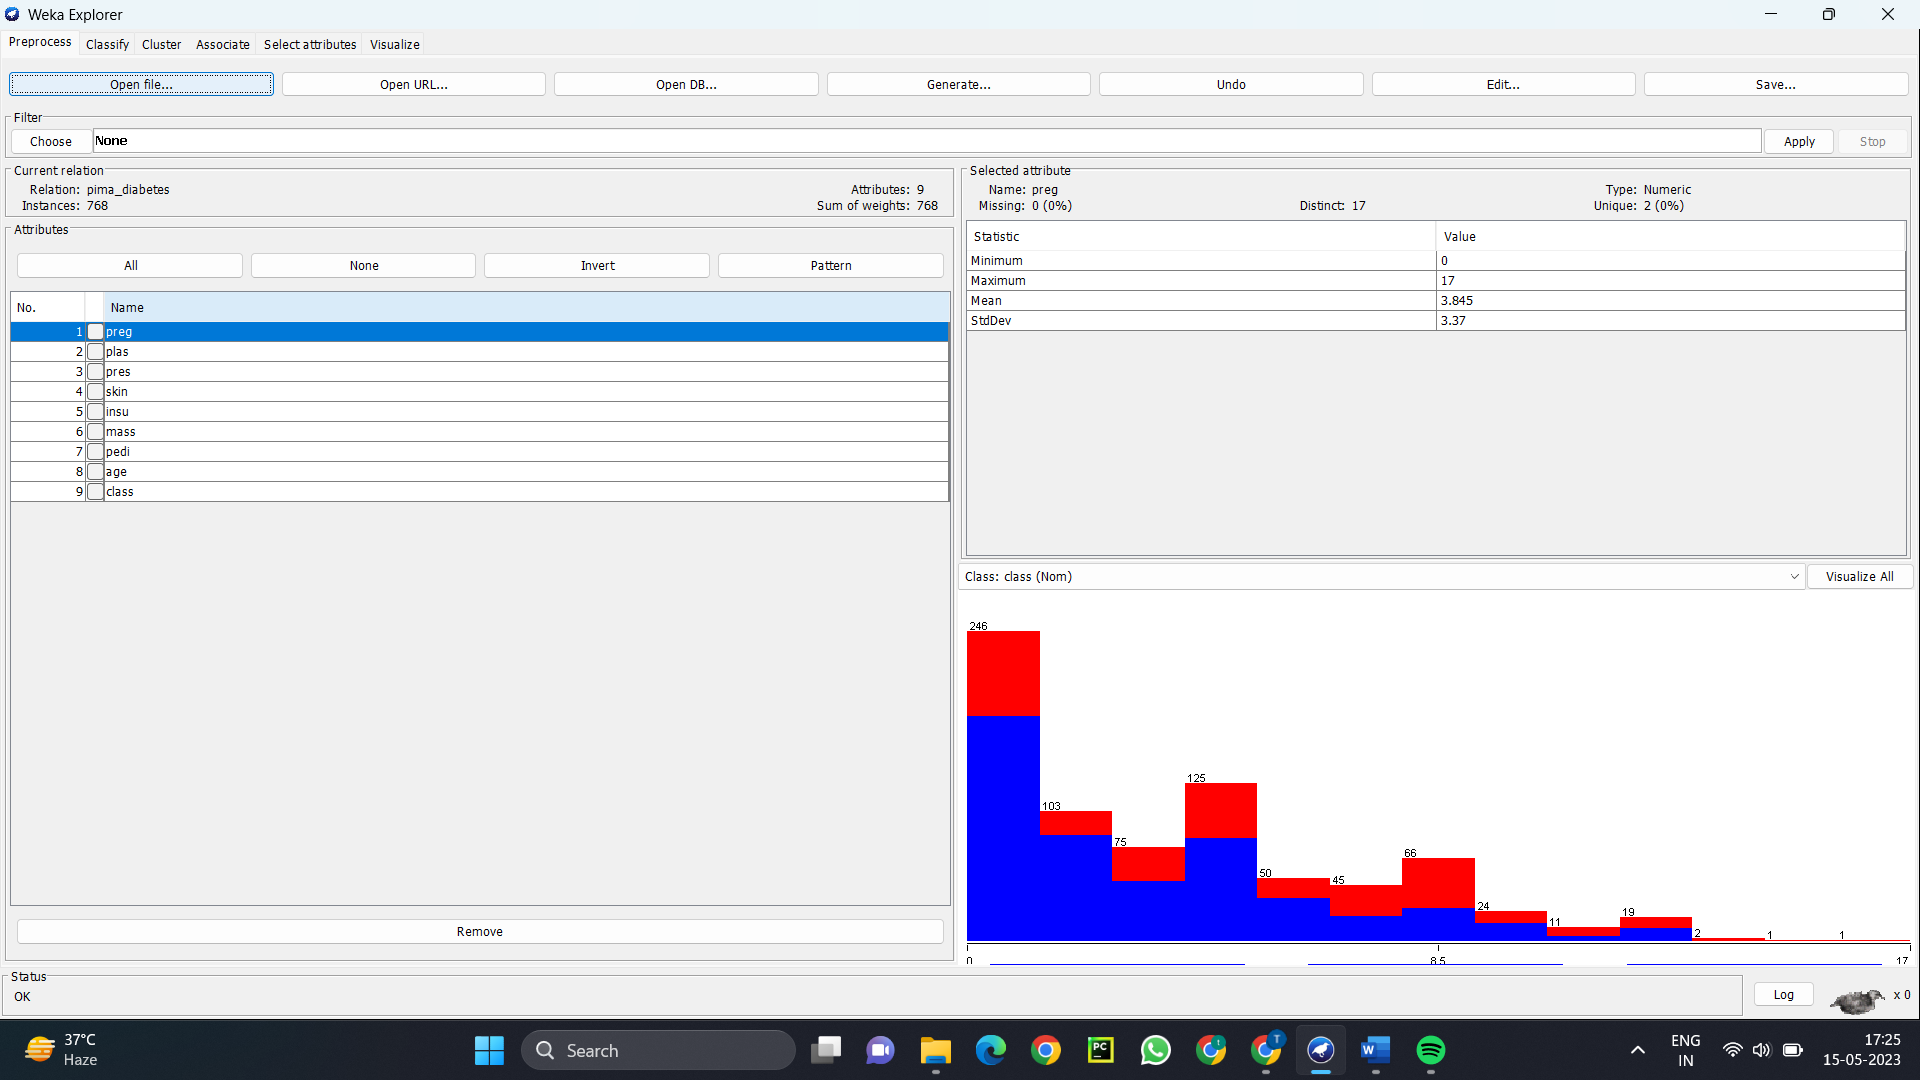 Weka Explorer
Preprocess Classify Cluster Associate Select attributes Visualize
Open file... Open URL... Open DB... Generate... Undo Edit... Save...
Filter
Choose None Apply Stop
Current relation
Relation: pima_diabetes Attributes: 9
Instances: 768 Sum of weights: 768
Attributes
All None Invert Pattern
No. Name
1 preg
2 plas
3 pres
4 skin
5 insu
6 mass
7 pedi
8 age
9 class
Remove
Selected attribute
Name: preg Type: Numeric
Missing: 0 (0%) Distinct: 17 Unique: 2 (0%)
Statistic Value
Minimum 0
Maximum 17
Mean 3.845
StdDev 3.37
Class: class (Nom) Visualize All
246
103
75
125
50
45
66
24
11
19
2
1
1
0 8.5 17
Status
OK
Log x 0
37°C
Haze
Search
PC
t
T
W
ENG
IN
17:25
15-05-2023